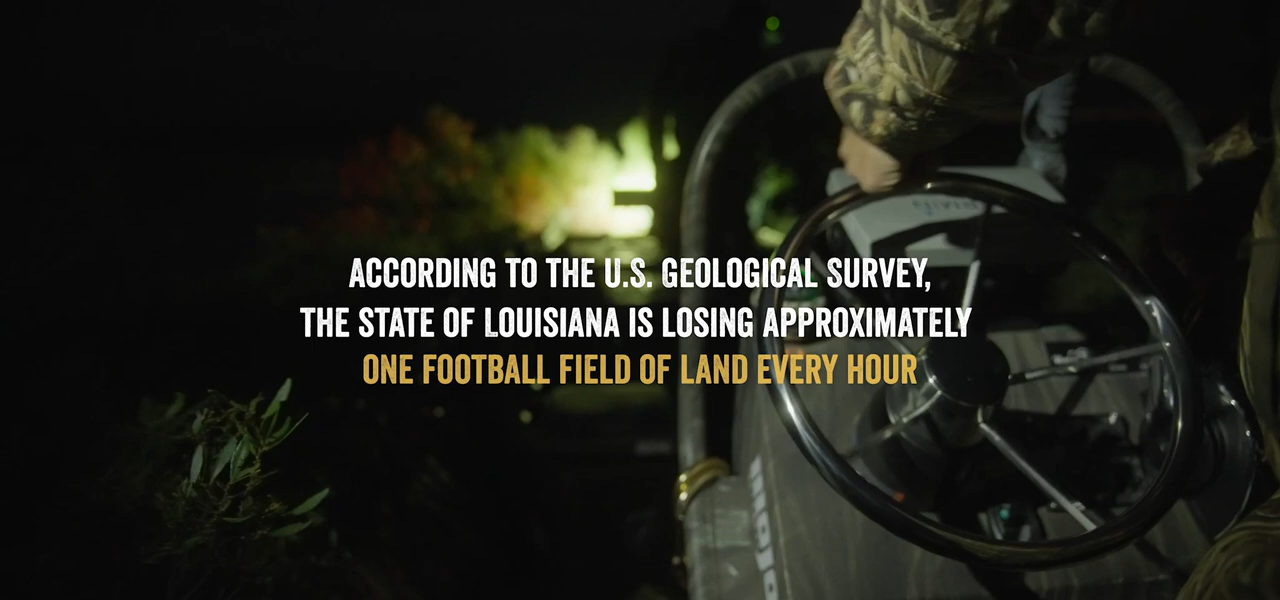 ACCORDING TO THE U.S. GEOLOGICAL SURVEY,
THE STATE OF LOUISIANA IS LOSING APPROXIMATELY
ONE FOOTBALL FIELD OF LAND EVERY HOUR